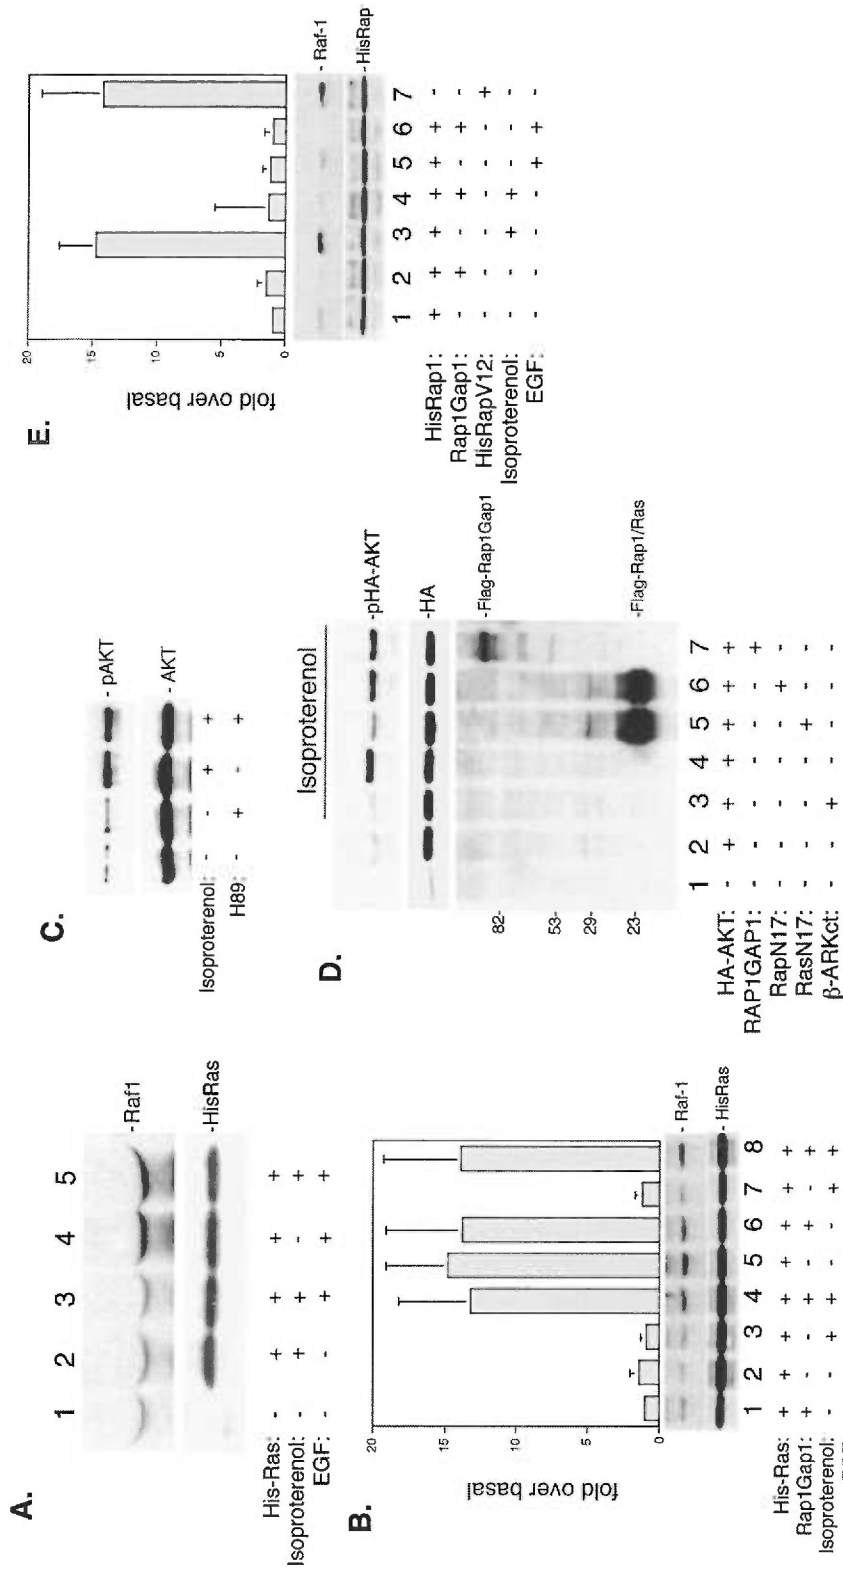 A.
1 2 3 4 5
- Raf1
- HisRas
His-Ras: - + + + +
Isoproterenol: - + + - +
EGF: - - + + +
B.
fold over basal
20
15
10
5
0
- Raf-1
- HisRas
1 2 3 4 5 6 7 8
His-Ras: + + + + + + + +
Rap1Gap1: + - - + - + - +
Isoproterenol: - - + + - - + +
C.
- pAKT
- AKT
Isoproterenol: - - + +
H89: - + - +
D.
Isoproterenol
- pHA-AKT
- HA
82-
53-
29-
23-
- Flag-Rap1Gap1
- Flag-Rap1/Ras
1 2 3 4 5 6 7
HA-AKT: - + + + + + +
RAP1GAP1: - - - - - - +
RapN17: - - - - - + -
RasN17: - - - - + - -
β-ARKct: - - + - - - -
E.
fold over basal
20
15
10
5
0
- Raf-1
- HisRap
1 2 3 4 5 6 7
HisRap1: + + + + + + -
Rap1Gap1: - + - + - + -
HisRapV12: - - - - - - +
Isoproterenol: - - + + - - -
EGF: - - - - + + -